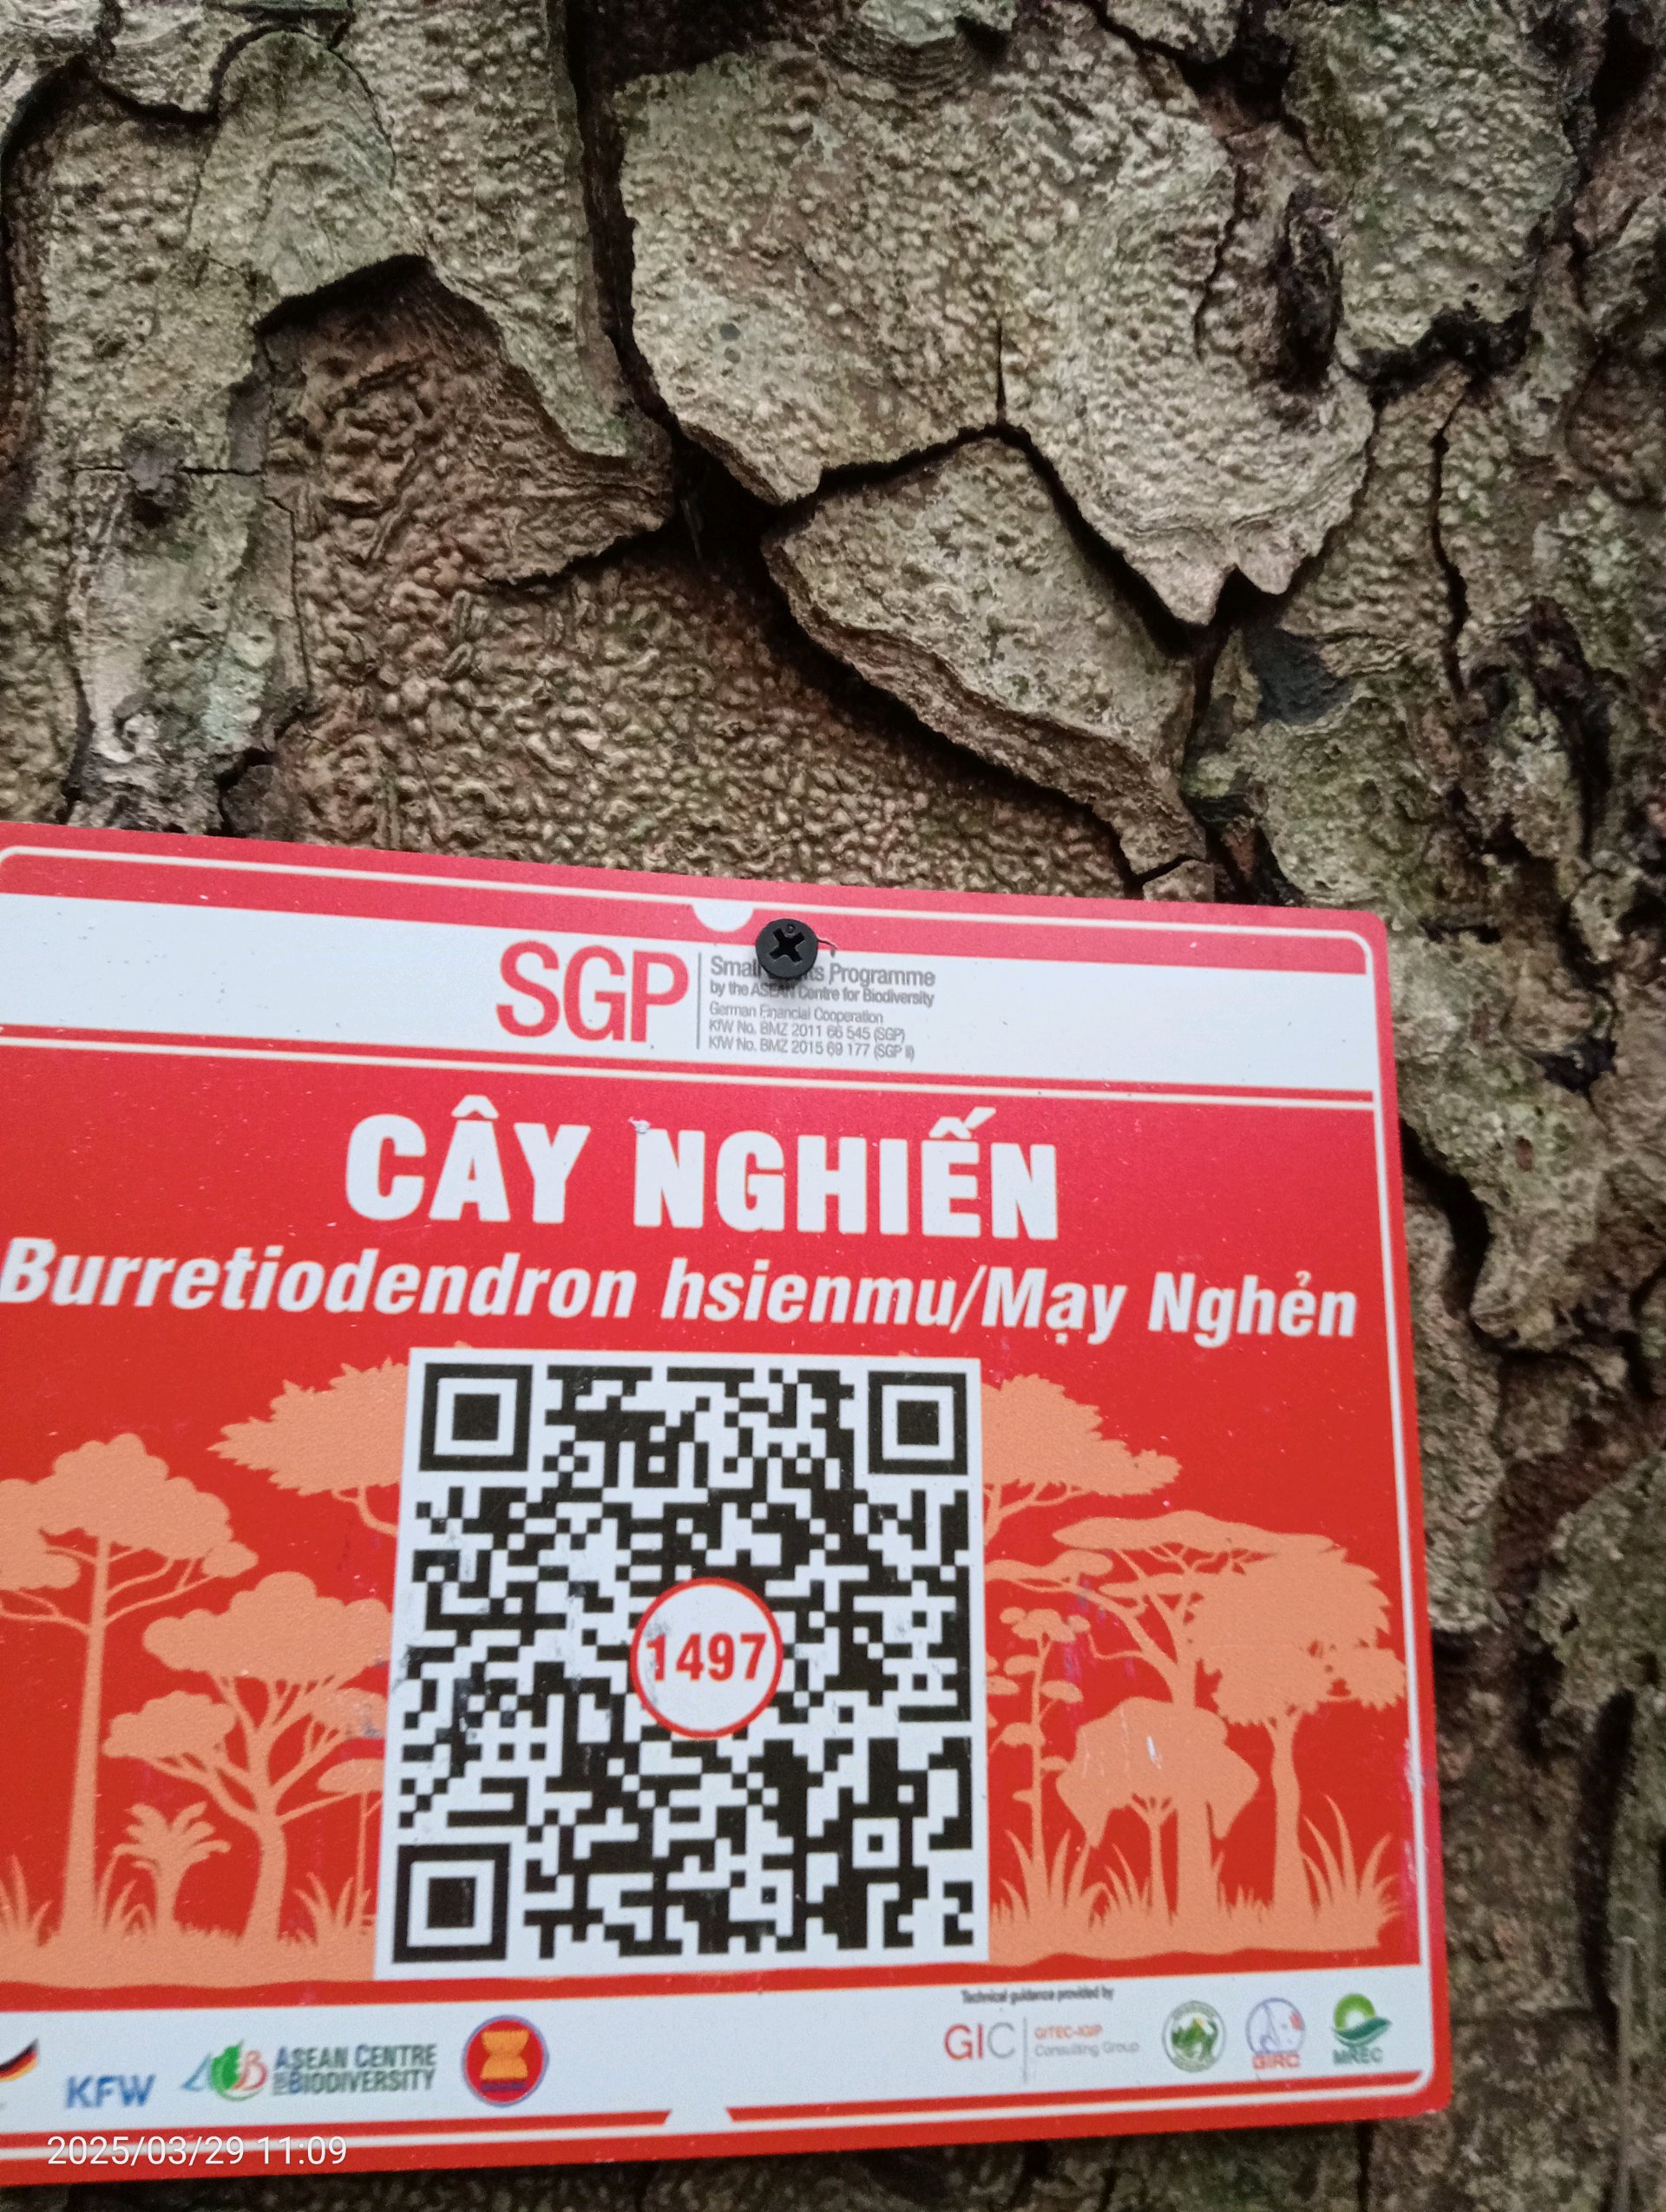 SGP
Small Programme
by the ASEAN Centre for Biodiversity
German Financial Cooperation
KfW No. BMZ 2011 66 545 (SGP)
KfW No. BMZ 2015 69 177 (SGP II)
CÂY NGHIẾN
Burretiodendron hsienmu/Mạy Nghẻn
1497
Technical guidance provided by
KFW
ACB
ASEAN CENTRE
FOR BIODIVERSITY
GIC
GITEC-IGIP
Consulting Group
GIRC
MREC
2025/03/29 11:09